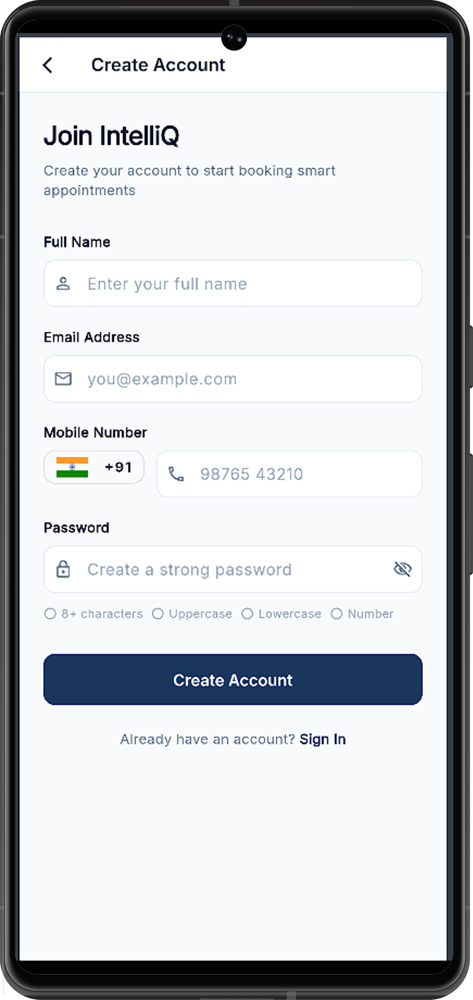 Create Account
Join IntelliQ
Create your account to start booking smart
appointments
Full Name
Enter your full name
Email Address
you@example.com
Mobile Number
+91 98765 43210
Password
Create a strong password
8+ characters Uppercase Lowercase Number
Create Account
Already have an account? Sign In